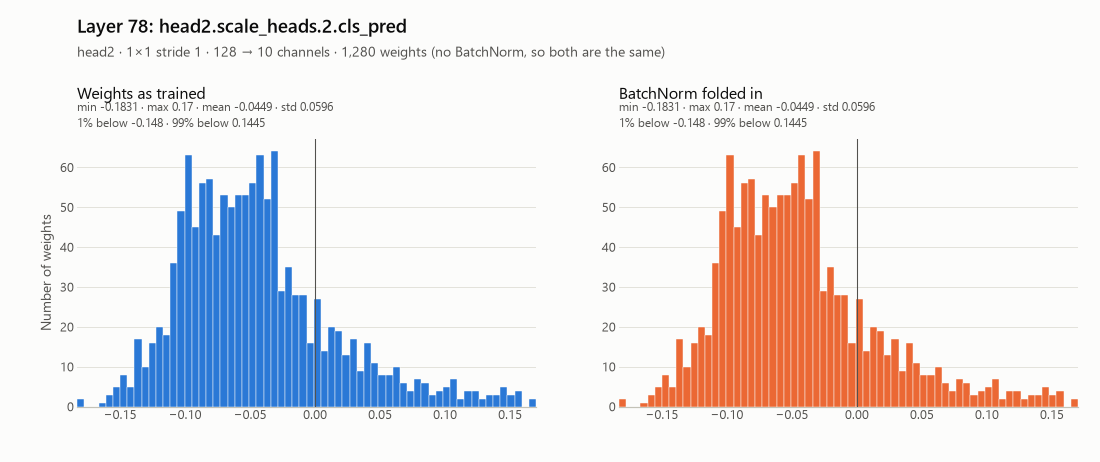 Layer 78: head2.scale_heads.2.cls_pred
head2 · 1×1 stride 1 · 128 → 10 channels · 1,280 weights (no BatchNorm, so both are the same)
Weights as trained
min -0.1831 · max 0.17 · mean -0.0449 · std 0.0596
1% below -0.148 · 99% below 0.1445
Number of weights
60
50
40
30
20
10
0
−0.15 −0.10 −0.05 0.00 0.05 0.10 0.15
BatchNorm folded in
min -0.1831 · max 0.17 · mean -0.0449 · std 0.0596
1% below -0.148 · 99% below 0.1445
60
50
40
30
20
10
0
−0.15 −0.10 −0.05 0.00 0.05 0.10 0.15